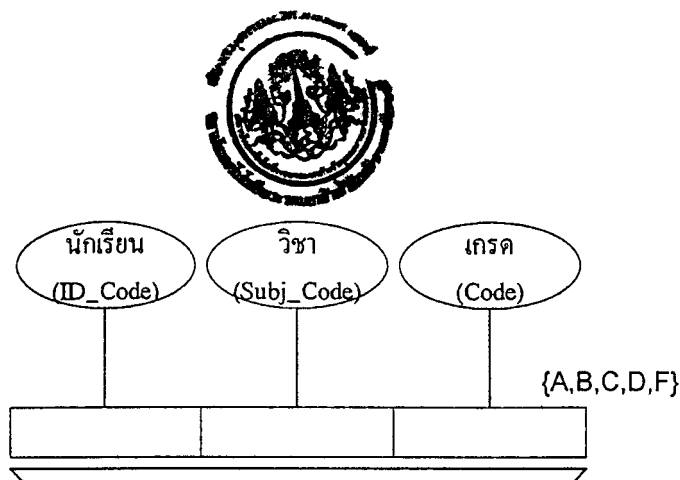 นักเรียน วิชา เกรด
(ID_Code) (Subj_Code) (Code)
{A,B,C,D,F}